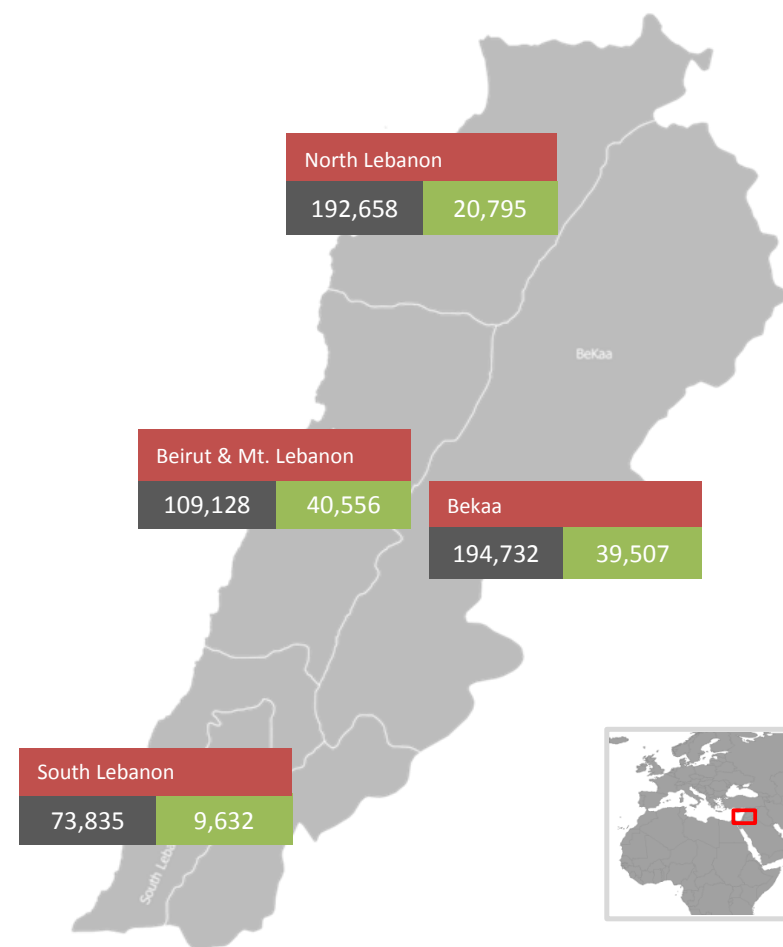 North Lebanon
192,658 20,795
BeKaa
Beirut & Mt. Lebanon
109,128 40,556
Bekaa
194,732 39,507
South Lebanon
73,835 9,632
South